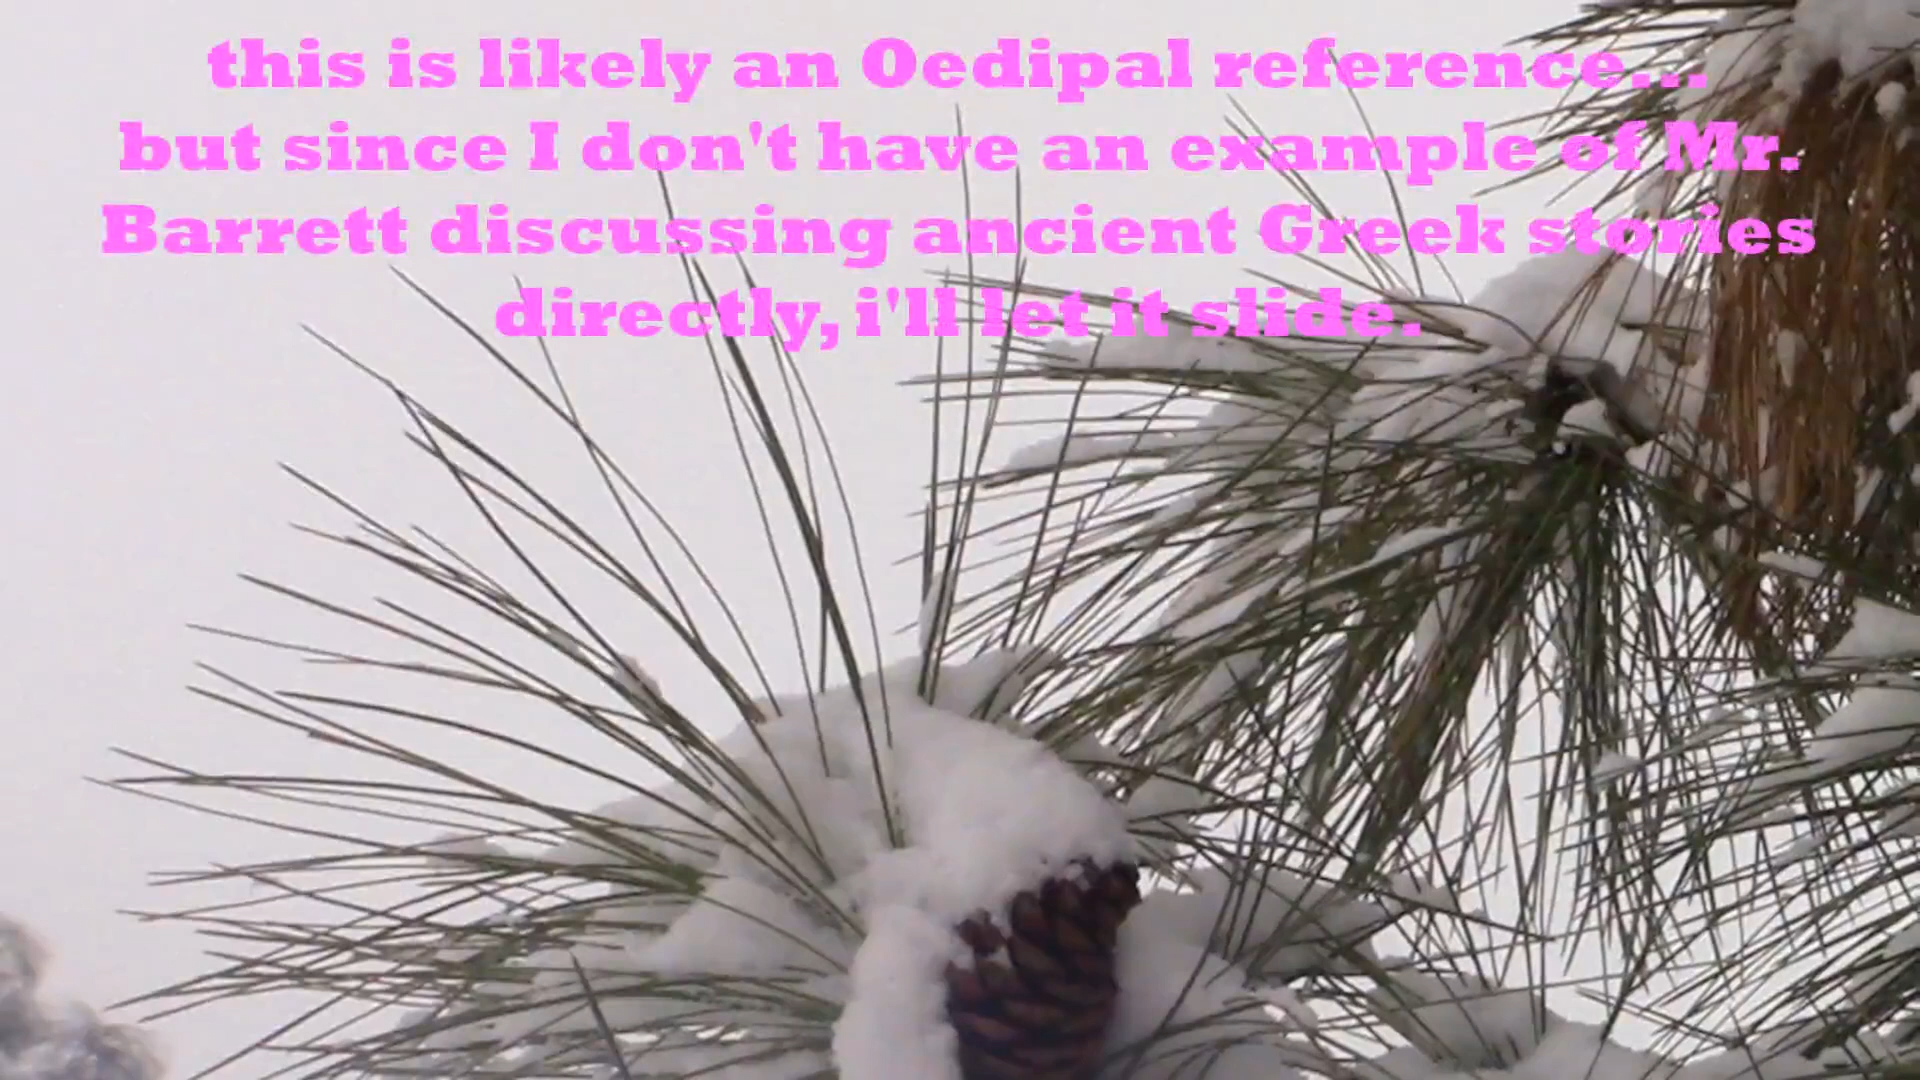 this is likely an Oedipal reference...
but since I don't have an example of Mr.
Barrett discussing ancient Greek stories
directly, i'll let it slide.